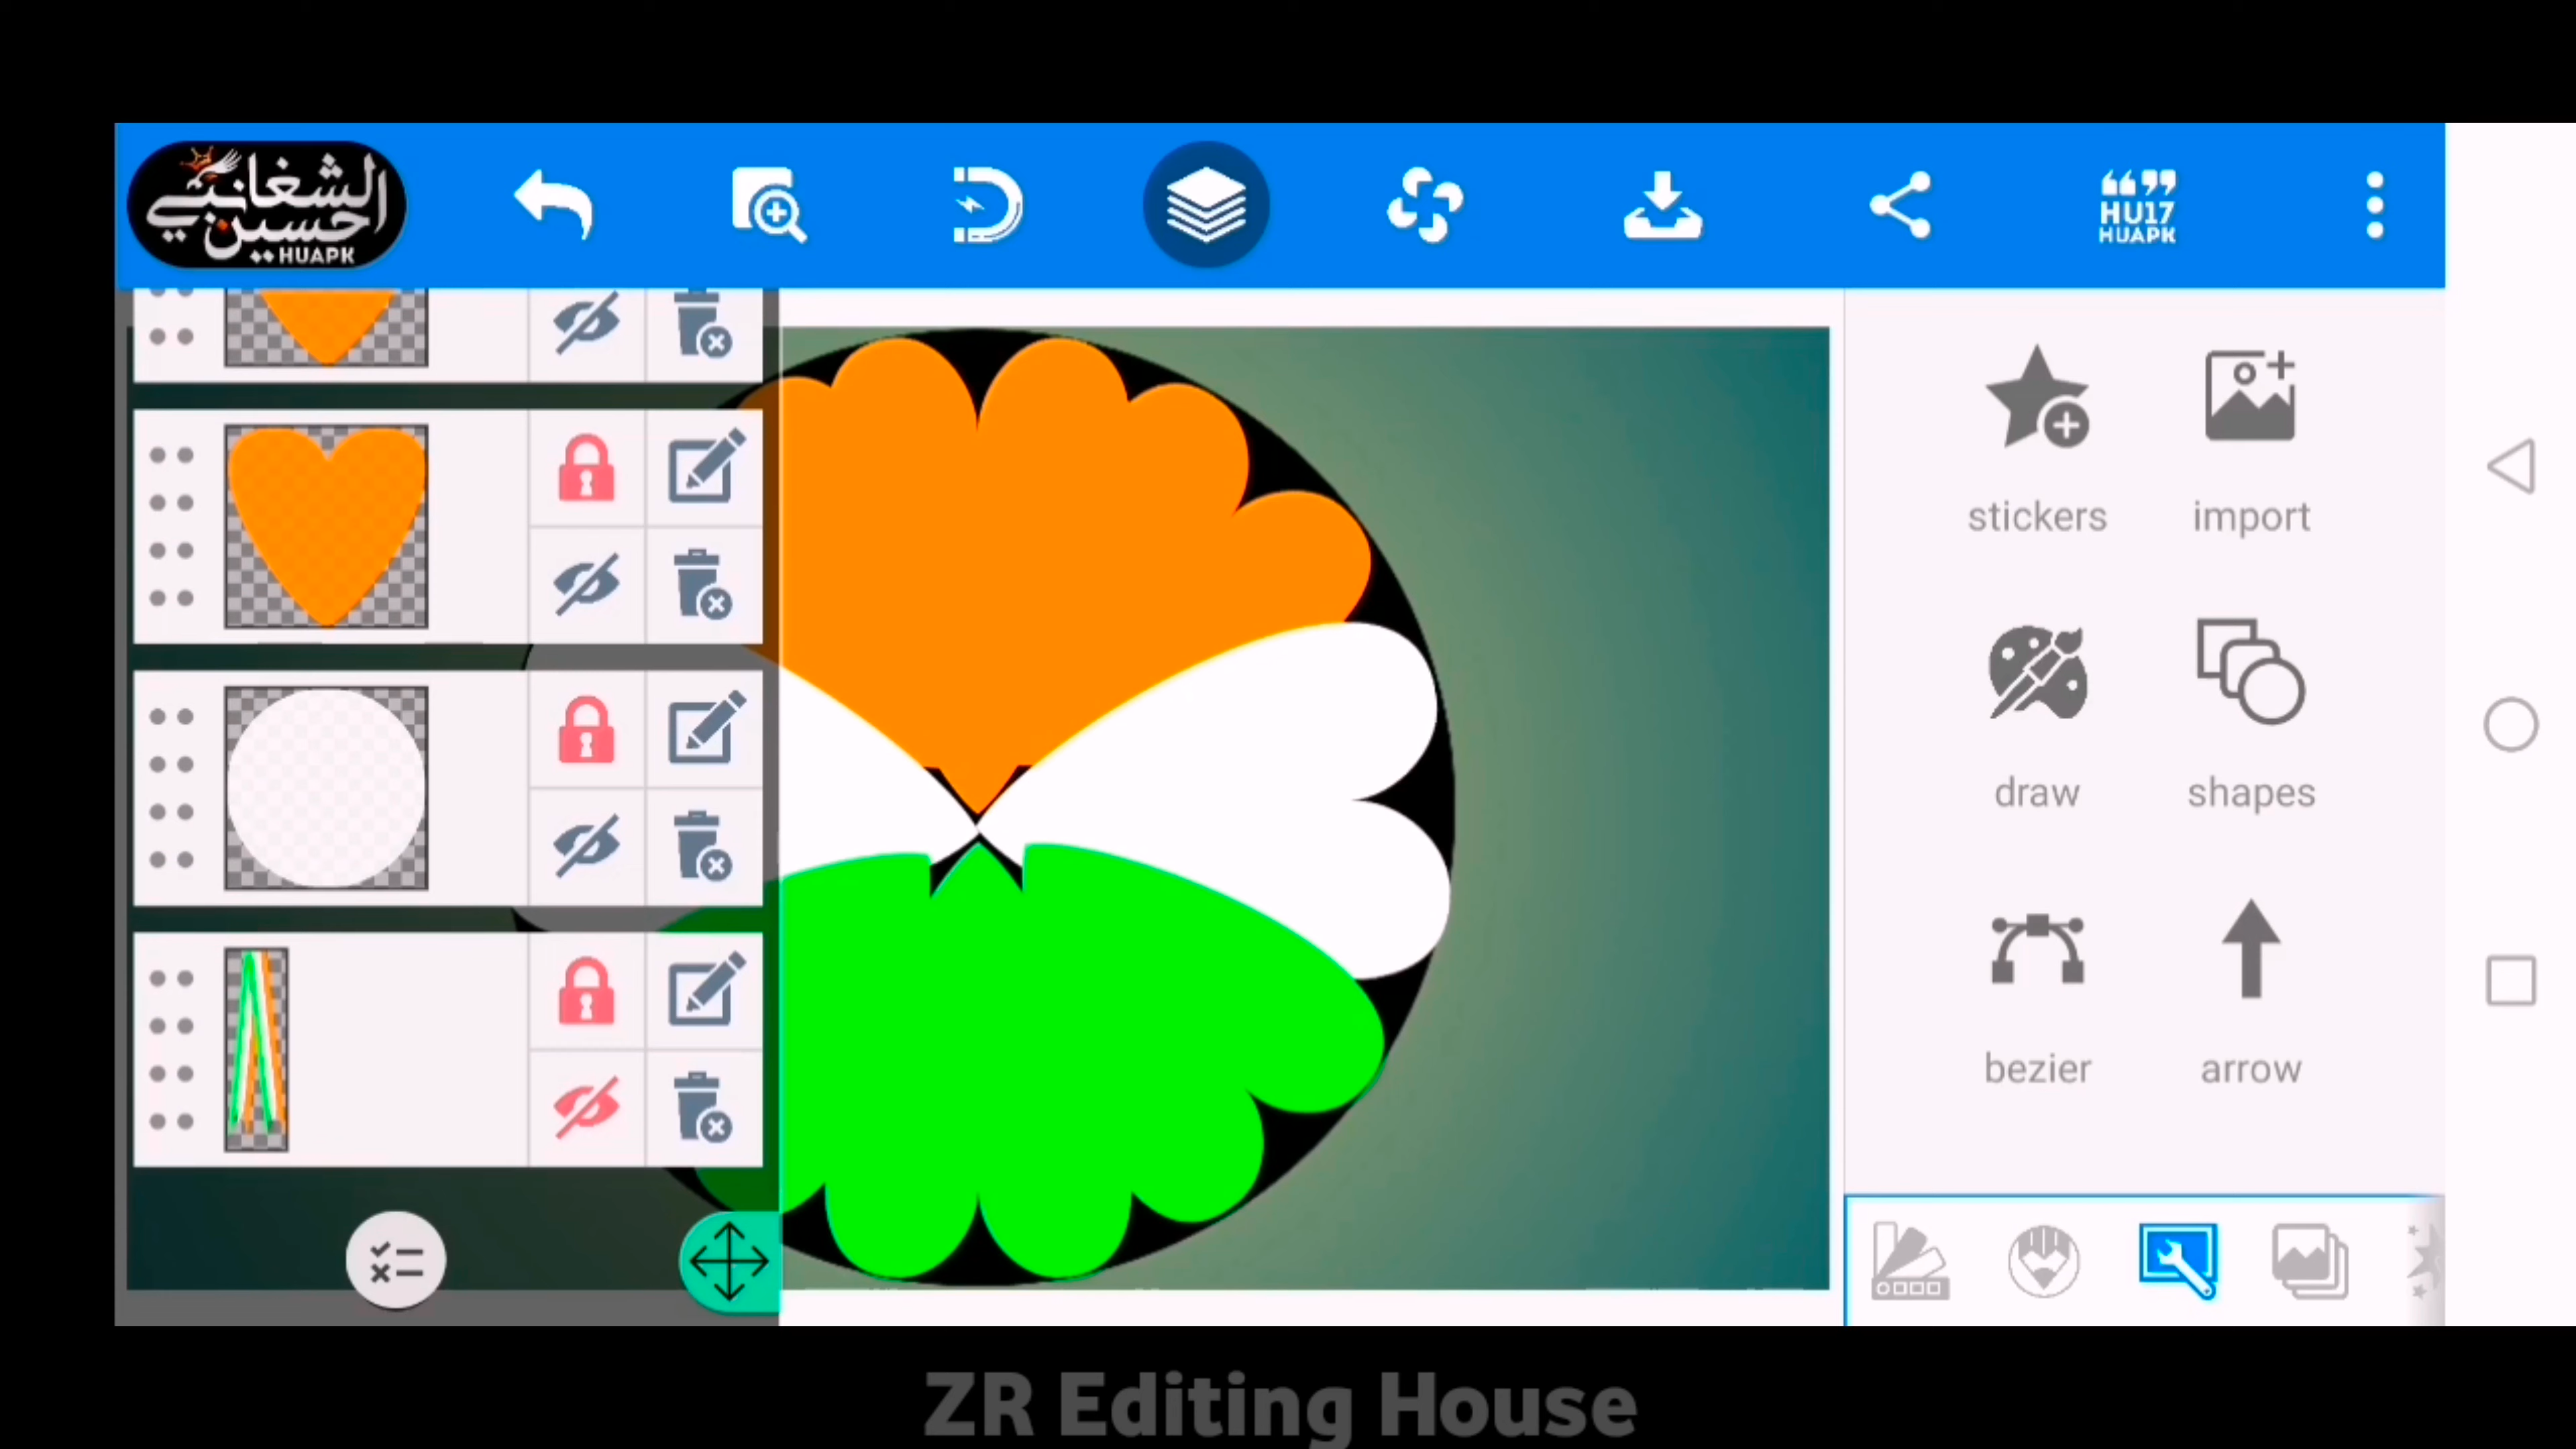 الشغانبي
احسين
HUAPK
HU17
HUAPK
stickers
import
draw
shapes
bezier
arrow
ZR Editing House